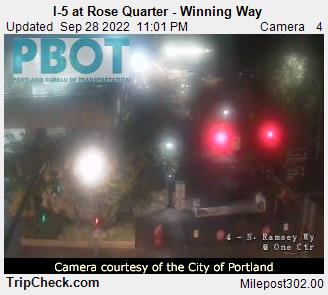 I-5 at Rose Quarter - Winning Way
Updated Sep 28 2022 11:01 PM Camera 4
PBOT
PORTLAND BUREAU OF TRANSPORTATION
4 - N. Ramsey Wy
@ One Ctr
Camera courtesy of the City of Portland
TripCheck.com Milepost302.00